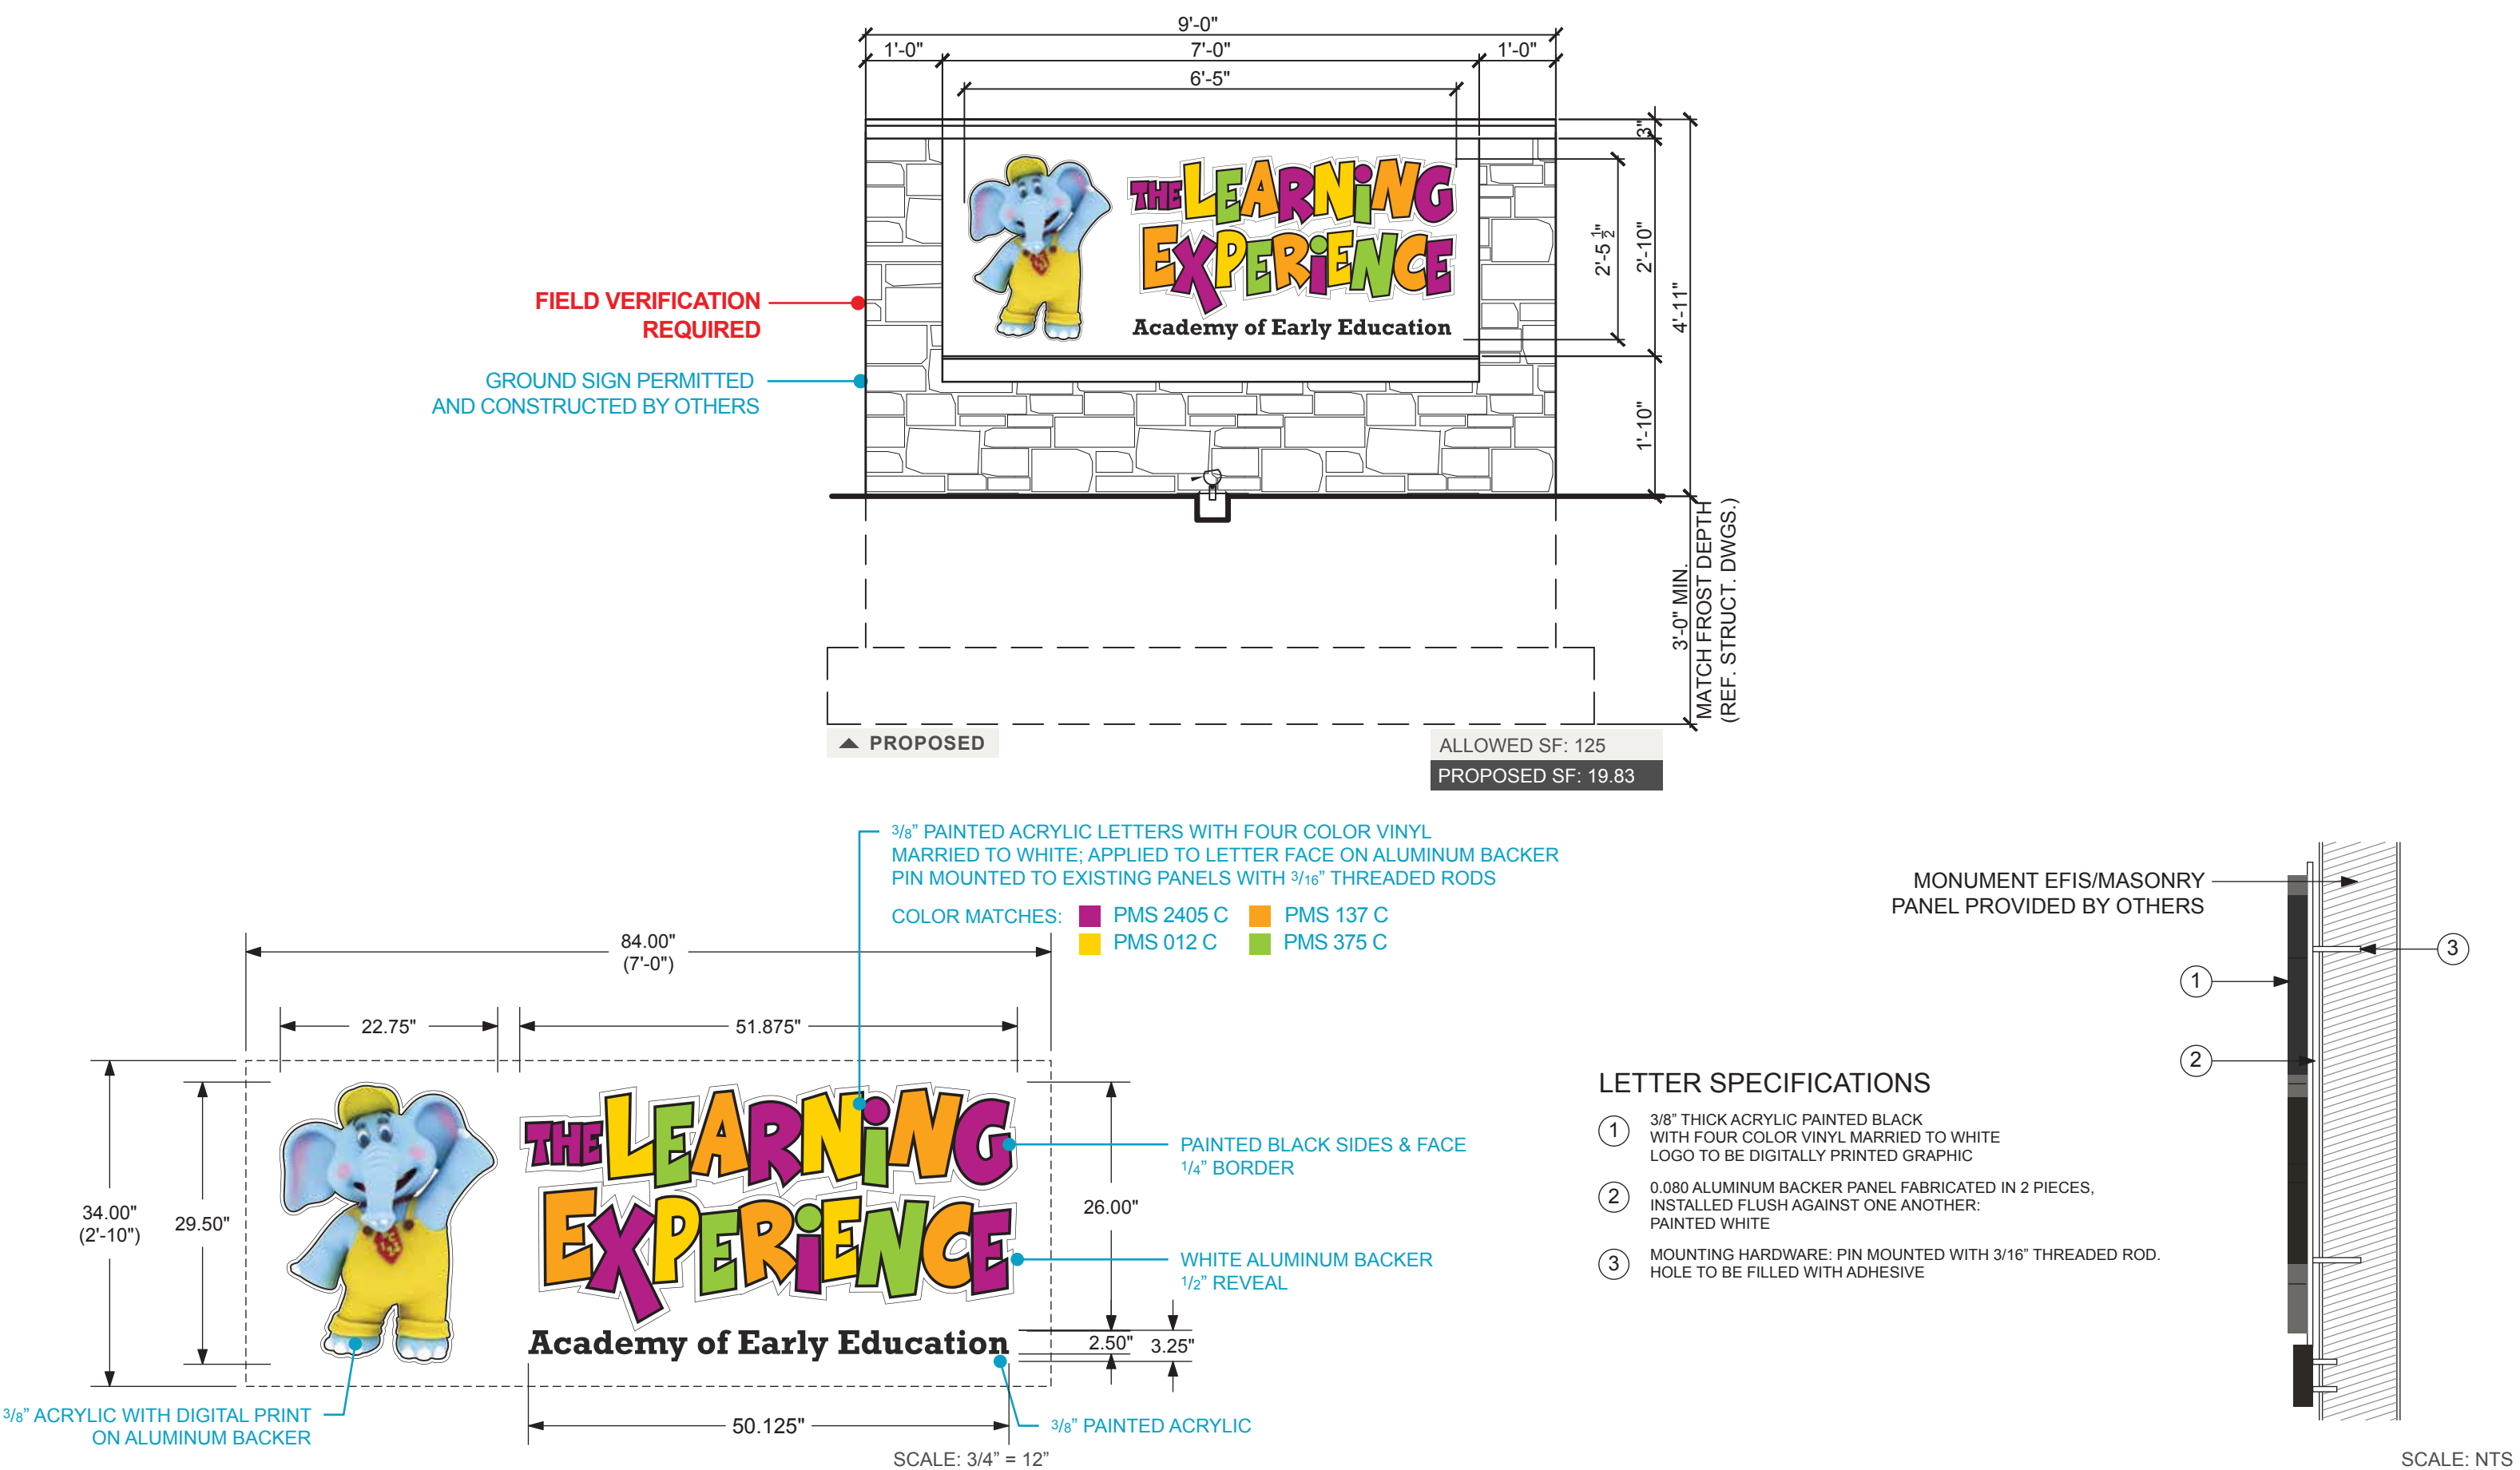 9'-0"
1'-0" 7'-0" 1'-0"
6'-5"
3"
THE LEARNING
EXPERIENCE
Academy of Early Education
2'-5 1/2"
2'-10"
4'-11"
1'-10"
FIELD VERIFICATION
REQUIRED
GROUND SIGN PERMITTED
AND CONSTRUCTED BY OTHERS
3'-0" MIN.
MATCH FROST DEPTH
(REF. STRUCT. DWGS.)
PROPOSED
ALLOWED SF: 125
PROPOSED SF: 19.83
3/8” PAINTED ACRYLIC LETTERS WITH FOUR COLOR VINYL
MARRIED TO WHITE; APPLIED TO LETTER FACE ON ALUMINUM BACKER
PIN MOUNTED TO EXISTING PANELS WITH 3/16” THREADED RODS
COLOR MATCHES: PMS 2405 C PMS 137 C
PMS 012 C PMS 375 C
84.00"
(7'-0")
22.75" 51.875"
34.00"
(2'-10")
29.50"
THE LEARNING
EXPERIENCE
Academy of Early Education
26.00"
2.50" 3.25"
PAINTED BLACK SIDES & FACE
1/4” BORDER
WHITE ALUMINUM BACKER
1/2” REVEAL
3/8” ACRYLIC WITH DIGITAL PRINT
ON ALUMINUM BACKER
50.125"
3/8” PAINTED ACRYLIC
SCALE: 3/4” = 12”
MONUMENT EFIS/MASONRY
PANEL PROVIDED BY OTHERS
3
1
2
LETTER SPECIFICATIONS
1 3/8” THICK ACRYLIC PAINTED BLACK
WITH FOUR COLOR VINYL MARRIED TO WHITE
LOGO TO BE DIGITALLY PRINTED GRAPHIC
2 0.080 ALUMINUM BACKER PANEL FABRICATED IN 2 PIECES,
INSTALLED FLUSH AGAINST ONE ANOTHER:
PAINTED WHITE
3 MOUNTING HARDWARE: PIN MOUNTED WITH 3/16” THREADED ROD.
HOLE TO BE FILLED WITH ADHESIVE
SCALE: NTS